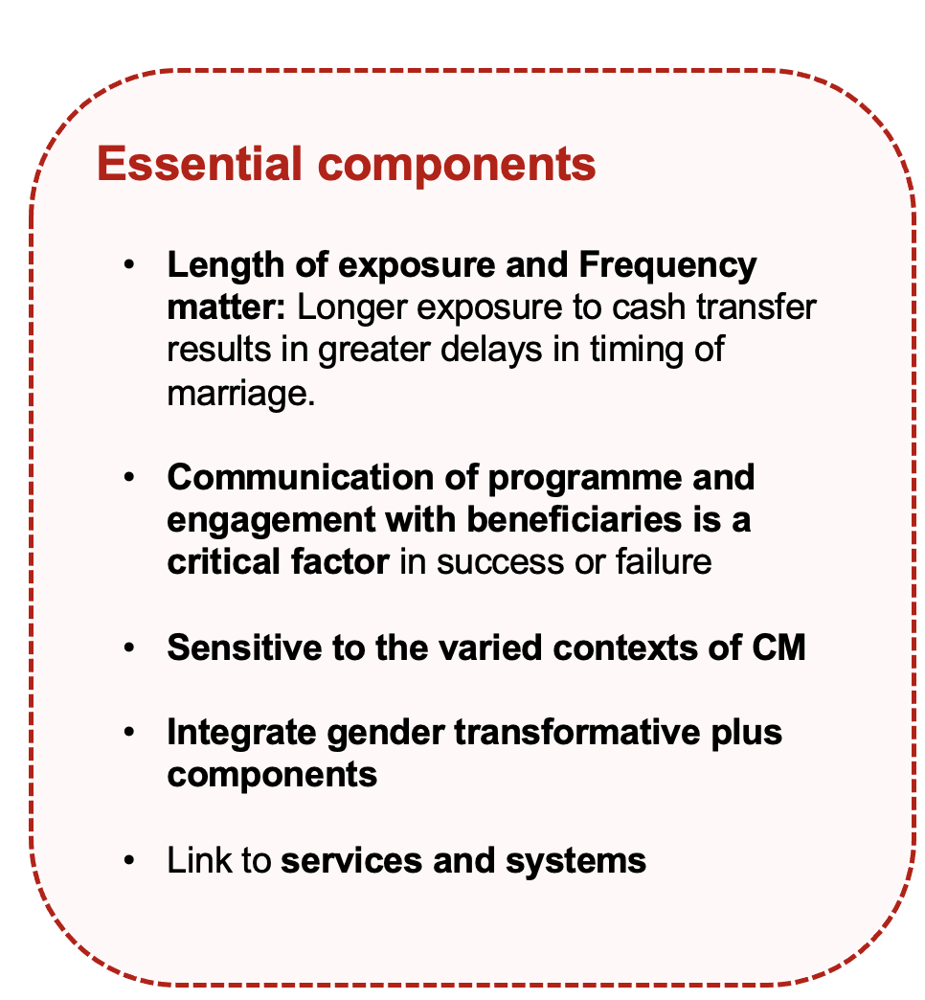 Essential components
• Length of exposure and Frequency
matter: Longer exposure to cash transfer
results in greater delays in timing of
marriage.
• Communication of programme and
engagement with beneficiaries is a
critical factor in success or failure
• Sensitive to the varied contexts of CM
• Integrate gender transformative plus
components
• Link to services and systems